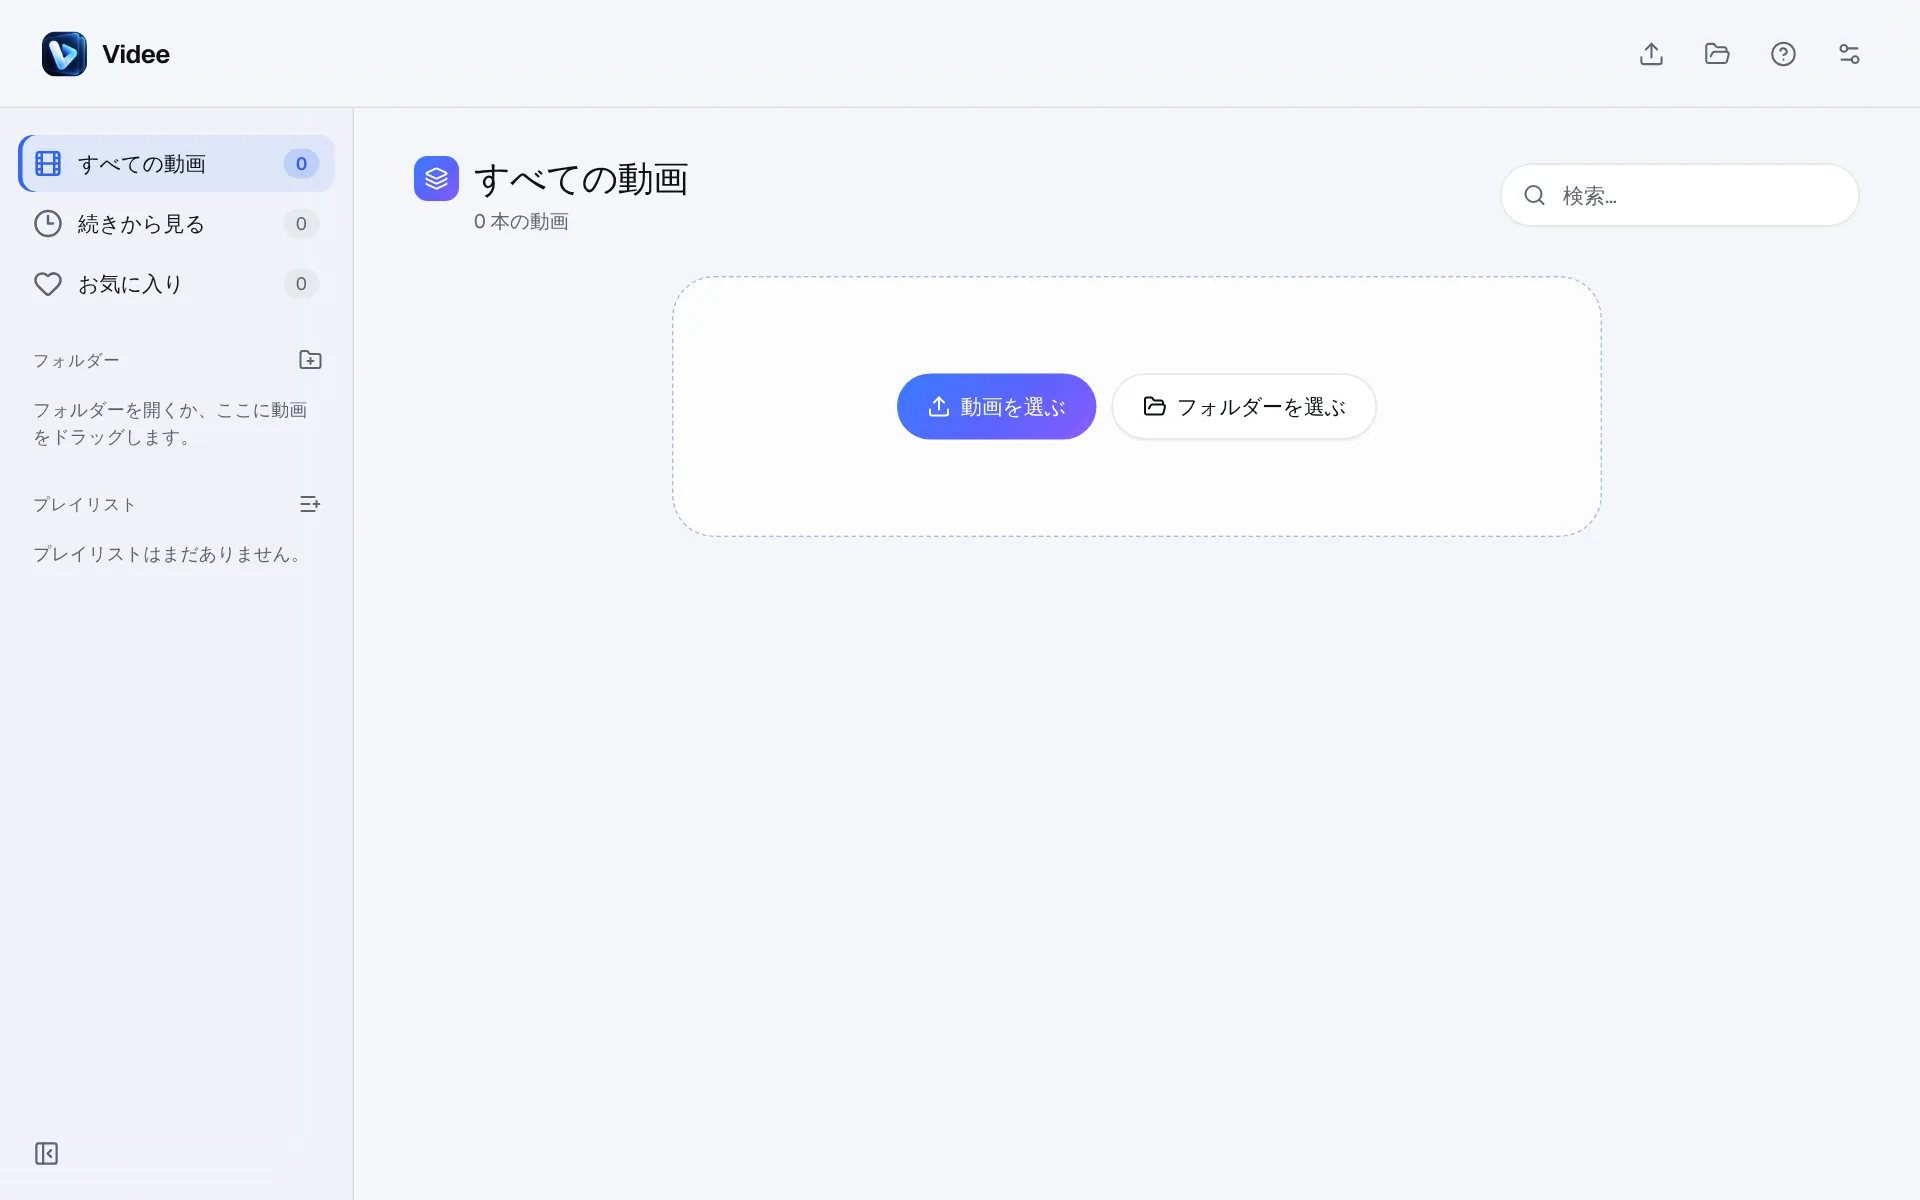 Videe
すべての動画 0
続きから見る 0
お気に入り 0
フォルダー
フォルダーを開くか、ここに動画
をドラッグします。
プレイリスト
プレイリストはまだありません。
すべての動画
0 本の動画
検索...
動画を選ぶ
フォルダーを選ぶ